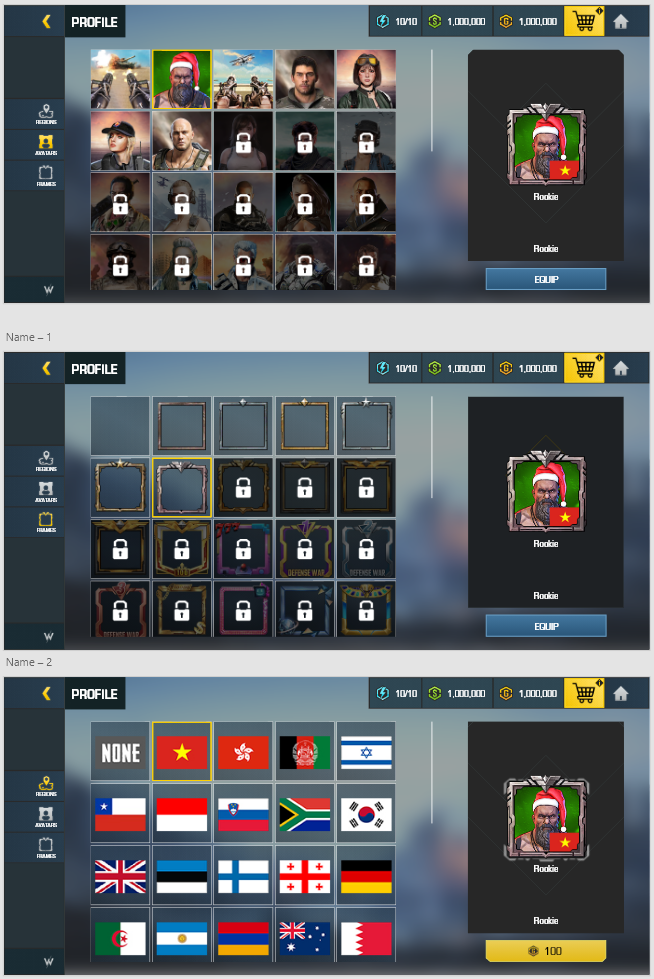 PROFILE
10/10
1,000,000
1,000,000
REGIONS
AVATARS
FRAMES
Rookie
Rookie
EQUIP
Name – 1
PROFILE
10/10
1,000,000
1,000,000
REGIONS
AVATARS
FRAMES
DEFENSE WAR
DEFENSE WAR
DEFENSE WAR
Rookie
Rookie
EQUIP
Name – 2
PROFILE
10/10
1,000,000
1,000,000
NONE
REGIONS
AVATARS
FRAMES
Rookie
Rookie
100